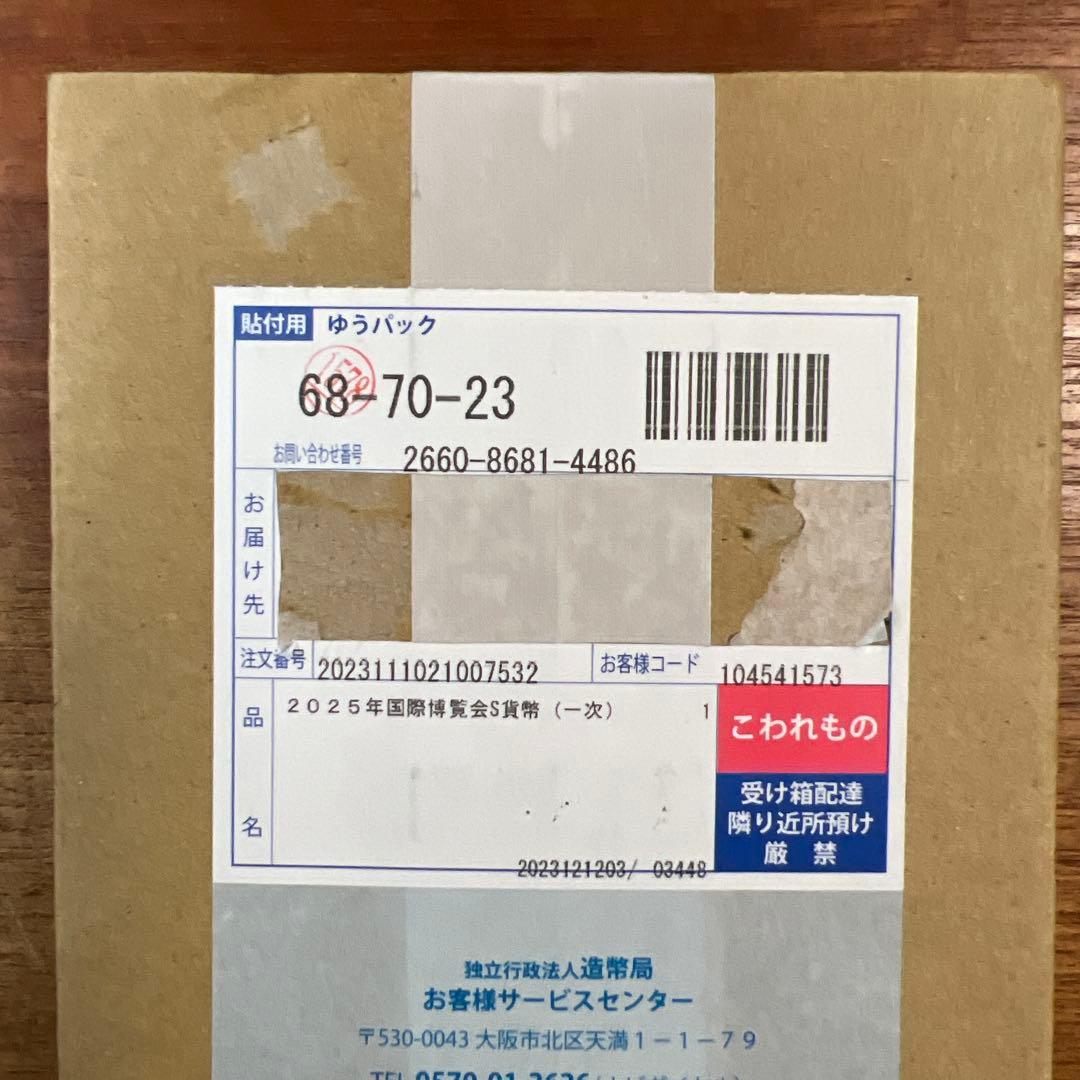 貼付用 ゆうパック
68-70-23
お問い合わせ番号 2660-8681-4486
お届け先
注文番号 2023111021007532 お客様コード 104541573
品名 2025年国際博覧会S貨幣(一次) 1
こわれもの
受け箱配達
隣り近所預け
厳 禁
2023121203/ 03448
独立行政法人造幣局
お客様サービスセンター
〒530-0043 大阪市北区天満1-1-79